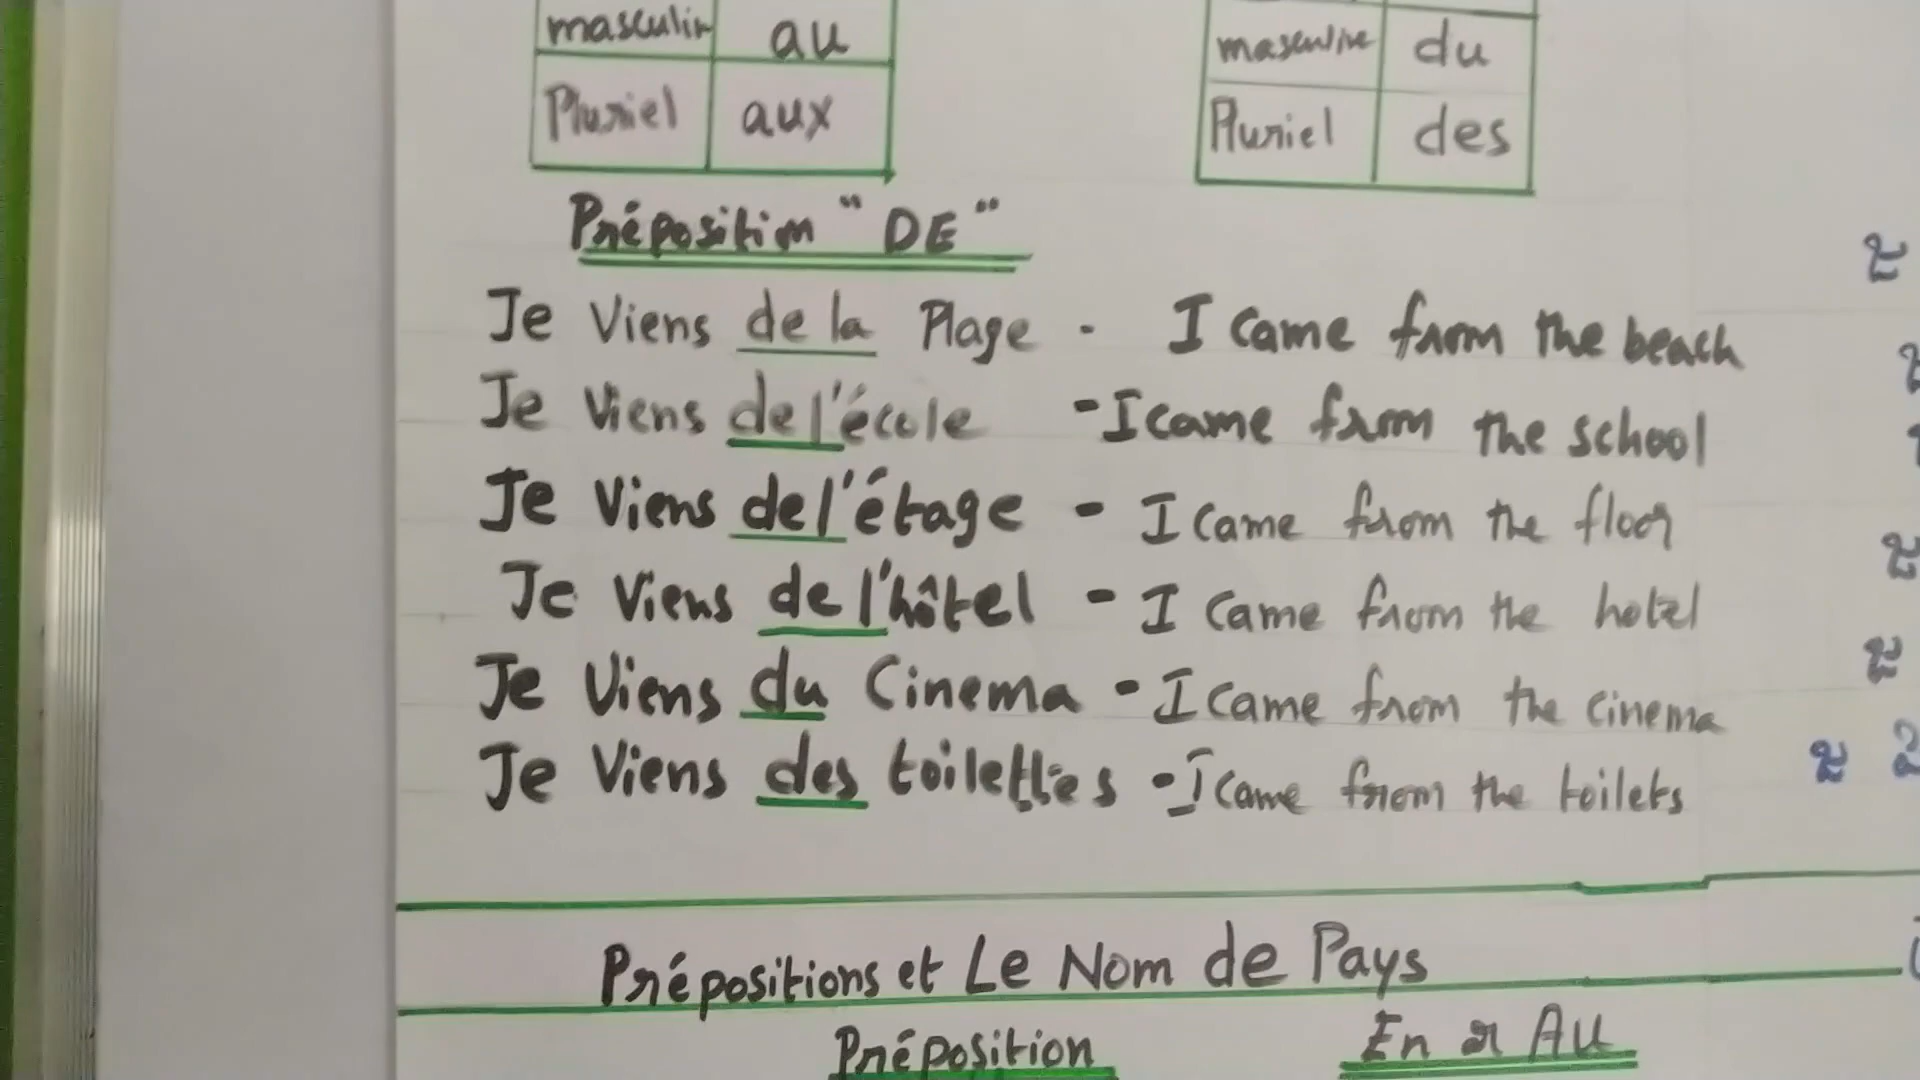 masculin au
Pluriel aux
masculine du
Pluriel des
Préposition "DE"
Je Viens de la Plage - I came from the beach
Je Viens de l'école - I came from the school
Je Viens de l'étage - I came from the floor
Je Viens de l'hôtel - I came from the hotel
Je Viens du Cinema - I came from the cinema
Je Viens des toilettes - I came from the toilets
Prépositions et Le Nom de Pays
Préposition En or AU